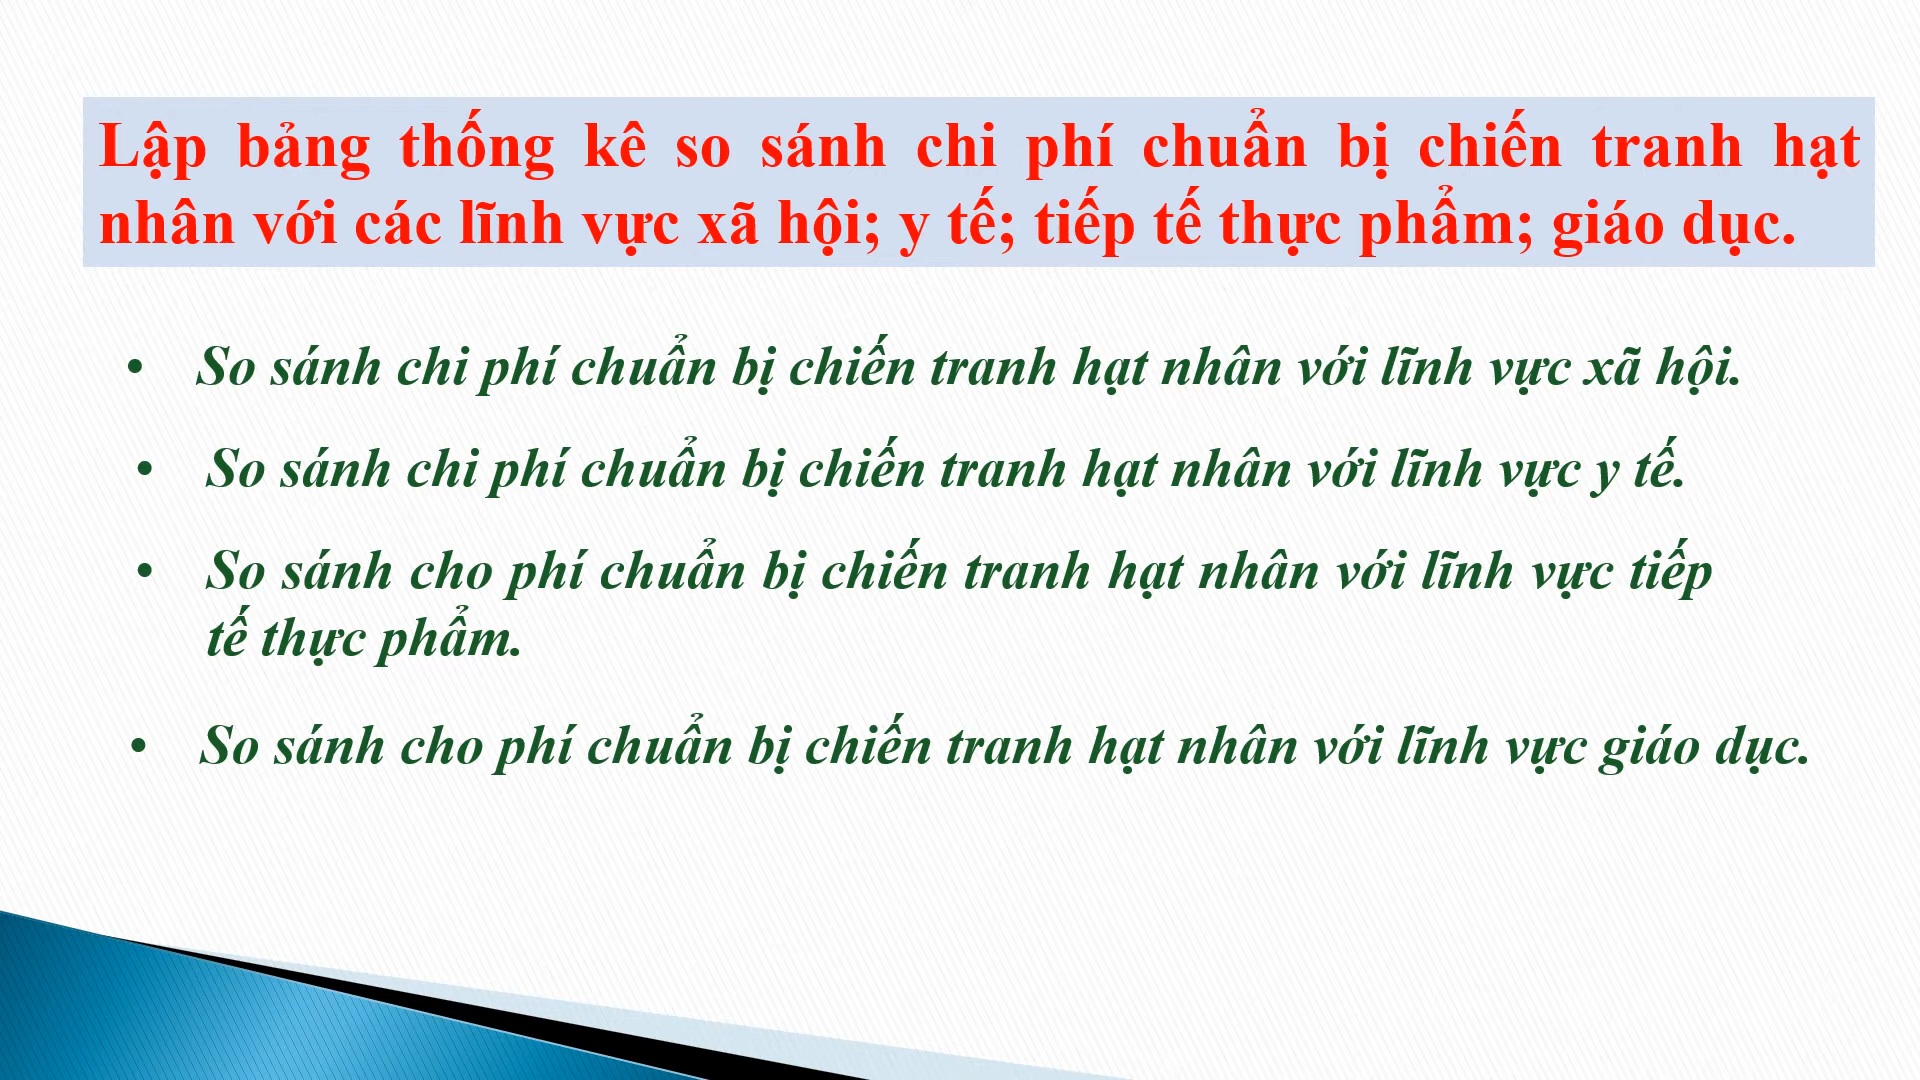 Lập bảng thống kê so sánh chi phí chuẩn bị chiến tranh hạt
nhân với các lĩnh vực xã hội; y tế; tiếp tế thực phẩm; giáo dục.
• So sánh chi phí chuẩn bị chiến tranh hạt nhân với lĩnh vực xã hội.
• So sánh chi phí chuẩn bị chiến tranh hạt nhân với lĩnh vực y tế.
• So sánh cho phí chuẩn bị chiến tranh hạt nhân với lĩnh vực tiếp
tế thực phẩm.
• So sánh cho phí chuẩn bị chiến tranh hạt nhân với lĩnh vực giáo dục.